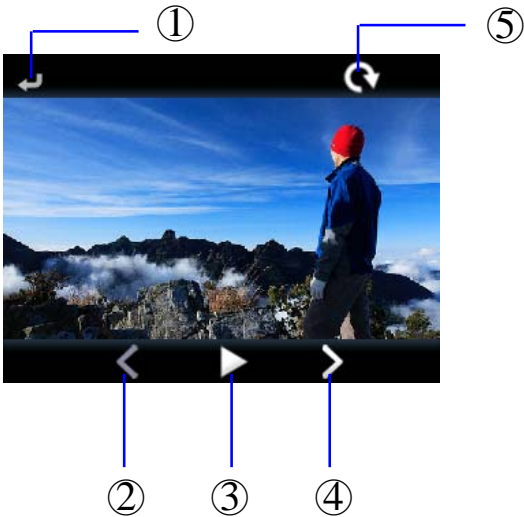 ① ⑤
② ③ ④